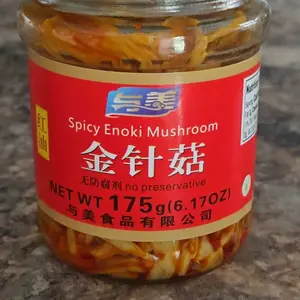 与美
Spicy Enoki Mushroom
红油
金针菇
无防腐剂 no preservative
NET WT 175g(6.17OZ)
与美食品有限公司